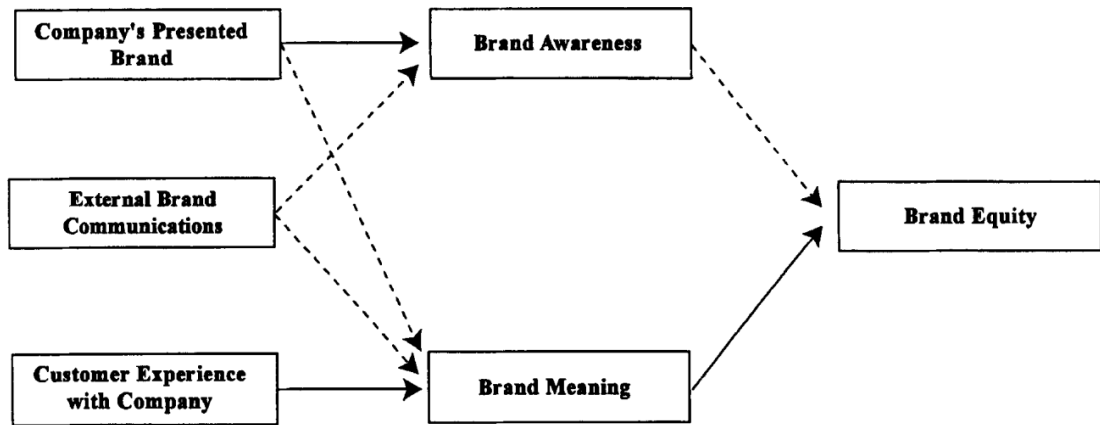 Company's Presented
Brand
Brand Awareness
External Brand
Communications
Brand Equity
Customer Experience
with Company
Brand Meaning